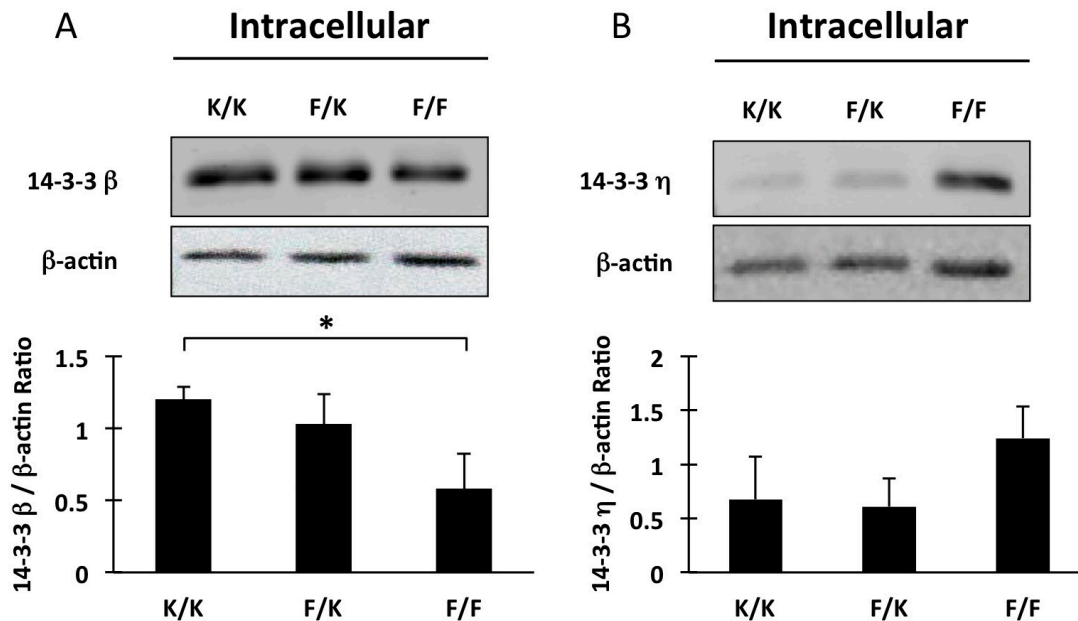 A
Intracellular
K/K F/K F/F
14-3-3 β
β-actin
*
14-3-3 β / β-actin Ratio
1.5
1
0.5
0
K/K F/K F/F
B
Intracellular
K/K F/K F/F
14-3-3 η
β-actin
14-3-3 η / β-actin Ratio
2
1.5
1
0.5
0
K/K F/K F/F